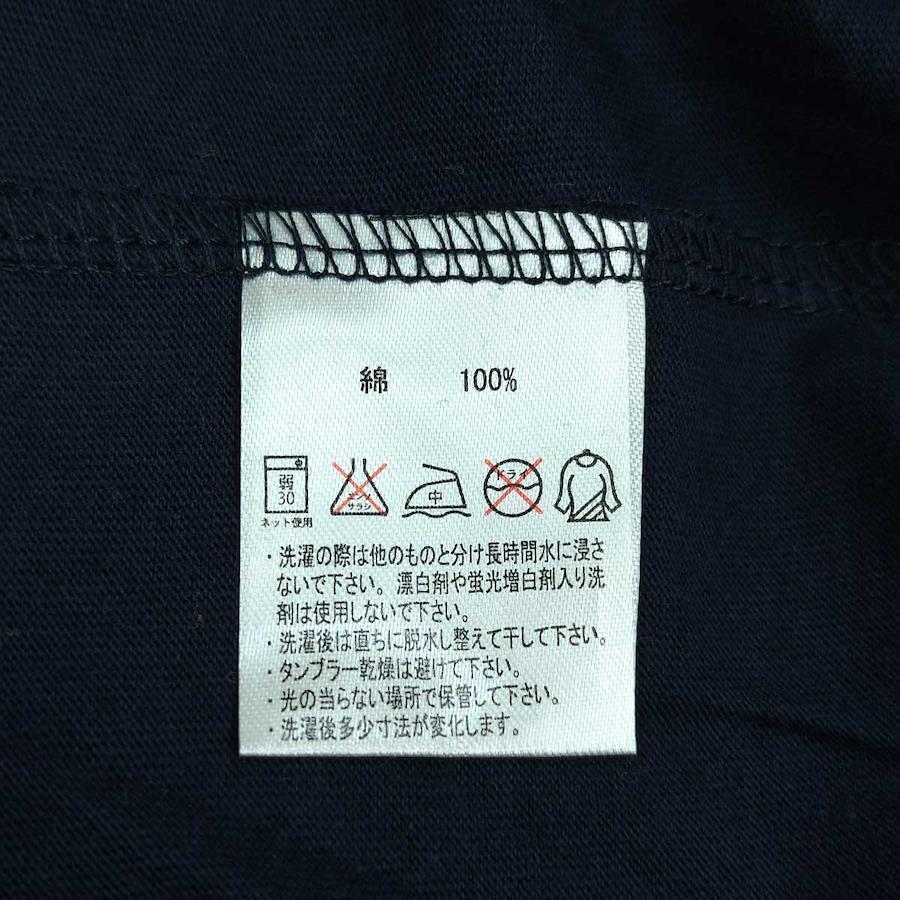 綿 100%
弱
30
ネット使用
エンソ
サラシ
中
ドライ
・洗濯の際は他のものと分け長時間水に浸さ
ないで下さい。漂白剤や蛍光増白剤入り洗
剤は使用しないで下さい。
・洗濯後は直ちに脱水し整えて干して下さい。
・タンブラー乾燥は避けて下さい。
・光の当らない場所で保管して下さい。
・洗濯後多少寸法が変化します。